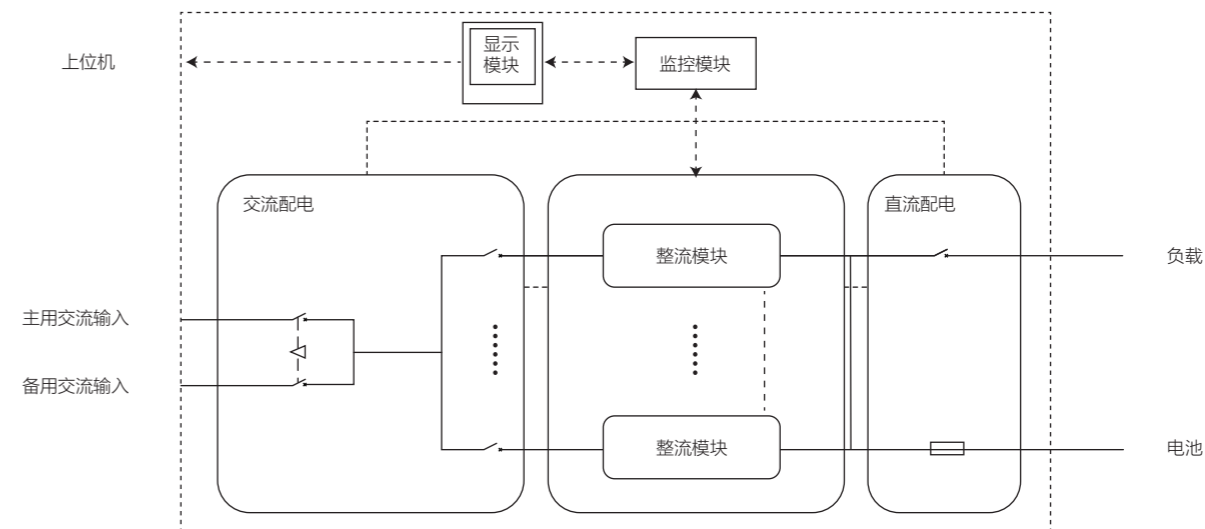 上位机
显示
模块
监控模块
交流配电
直流配电
整流模块
负载
主用交流输入
备用交流输入
整流模块
电池